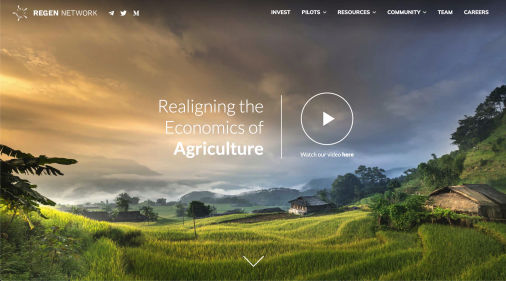 REGEN NETWORK
INVEST PILOTS RESOURCES COMMUNITY TEAM CAREERS
Realigning the
Economics of
Agriculture
Watch our video here